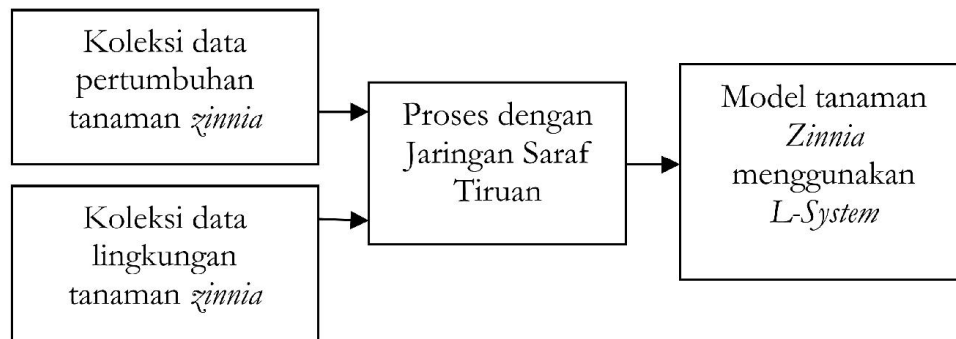 Koleksi data
pertumbuhan
tanaman zinnia
Koleksi data
lingkungan
tanaman zinnia
Proses dengan
Jaringan Saraf
Tiruan
Model tanaman
Zinnia
menggunakan
L-System